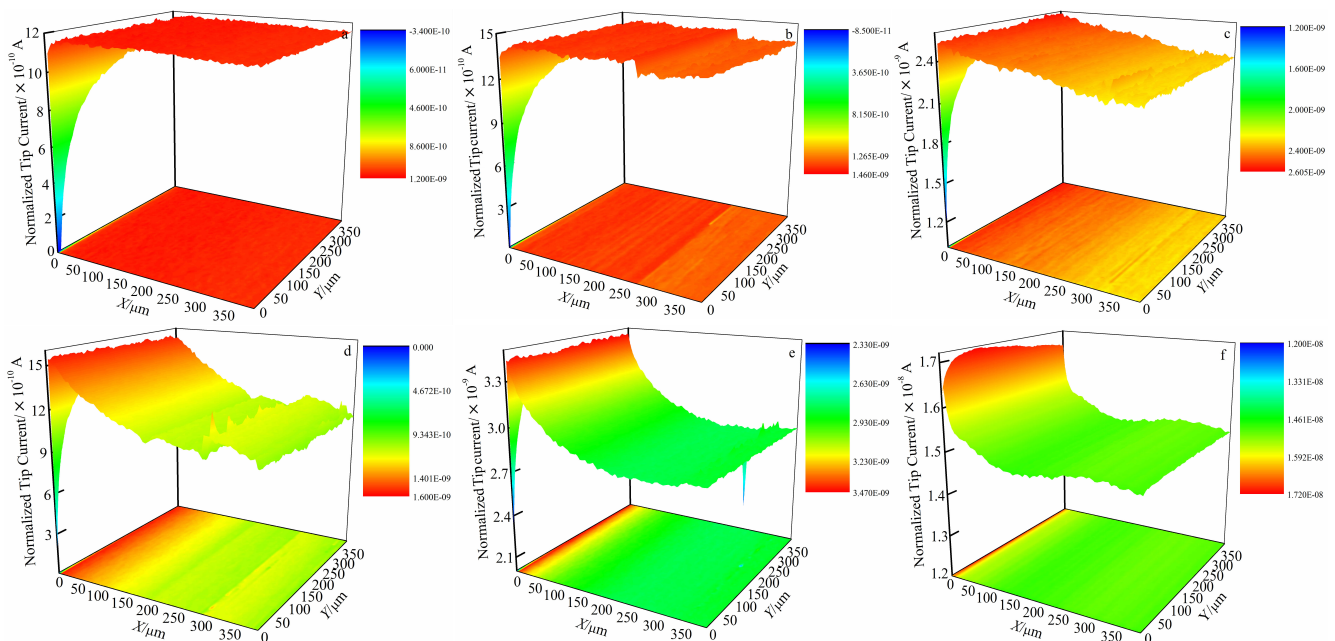 a
Normalized Tip Current/ × 10⁻¹⁰ A
12
10
8
6
4
2
0
0
50
100
150
200
250
300
350
X/μm
0
50
100
150
200
250
300
350
Y/μm
-3.400E-10
6.000E-11
4.600E-10
8.600E-10
1.200E-09
b
Normalized Tip current/ × 10⁻¹⁰ A
15
12
9
6
3
0
50
100
150
200
250
300
350
X/μm
0
50
100
150
200
250
300
350
Y/μm
-8.500E-11
3.650E-10
8.150E-10
1.265E-09
1.460E-09
c
Normalized Tip Current/ × 10⁻⁹ A
2.4
2.1
1.8
1.5
1.2
0
50
100
150
200
250
300
350
X/μm
0
50
100
150
200
250
300
350
Y/μm
1.200E-09
1.600E-09
2.000E-09
2.400E-09
2.605E-09
d
Normalized Tip Current/ × 10⁻¹⁰ A
15
12
9
6
3
0
50
100
150
200
250
300
350
X/μm
0
50
100
150
200
250
300
350
Y/μm
0.000
4.672E-10
9.343E-10
1.401E-09
1.600E-09
e
Normalized Tip current/ × 10⁻⁹ A
3.3
3.0
2.7
2.4
2.1
0
50
100
150
200
250
300
350
X/μm
0
50
100
150
200
250
300
350
Y/μm
2.330E-09
2.630E-09
2.930E-09
3.230E-09
3.470E-09
f
Normalized Tip Current/ × 10⁻⁸ A
1.7
1.6
1.5
1.4
1.3
1.2
0
50
100
150
200
250
300
350
X/μm
0
50
100
150
200
250
300
350
Y/μm
1.200E-08
1.331E-08
1.461E-08
1.592E-08
1.720E-08